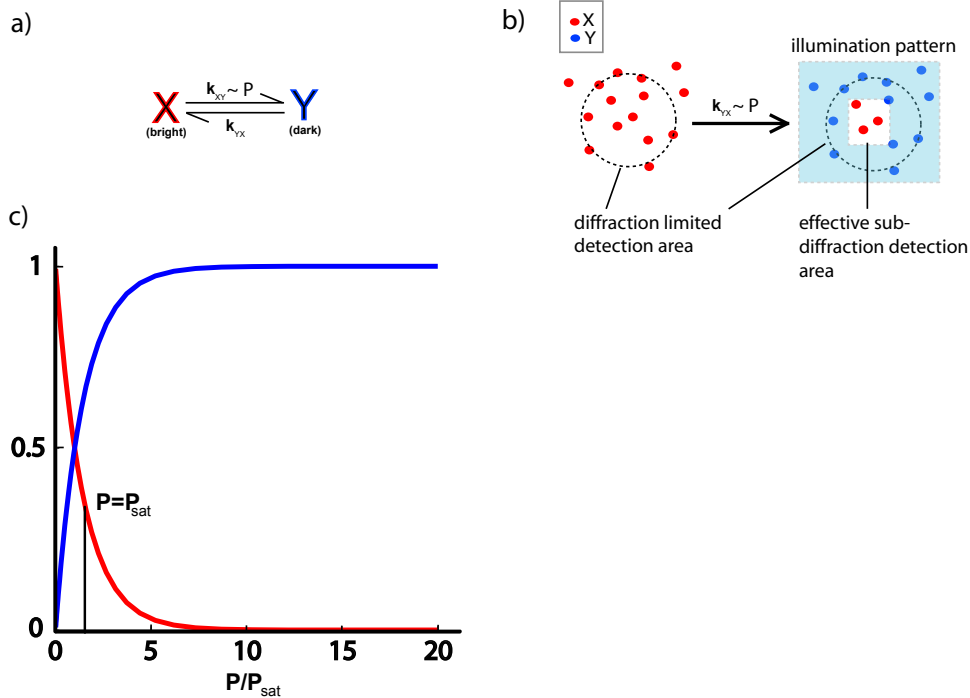 a)
X
k_XY ~ P
k_YX
Y
(bright)
(dark)
b)
X
Y
k_YX ~ P
illumination pattern
diffraction limited
detection area
effective sub-
diffraction detection
area
c)
1
0.5
0
P=P_sat
0
5
10
15
20
P/P_sat